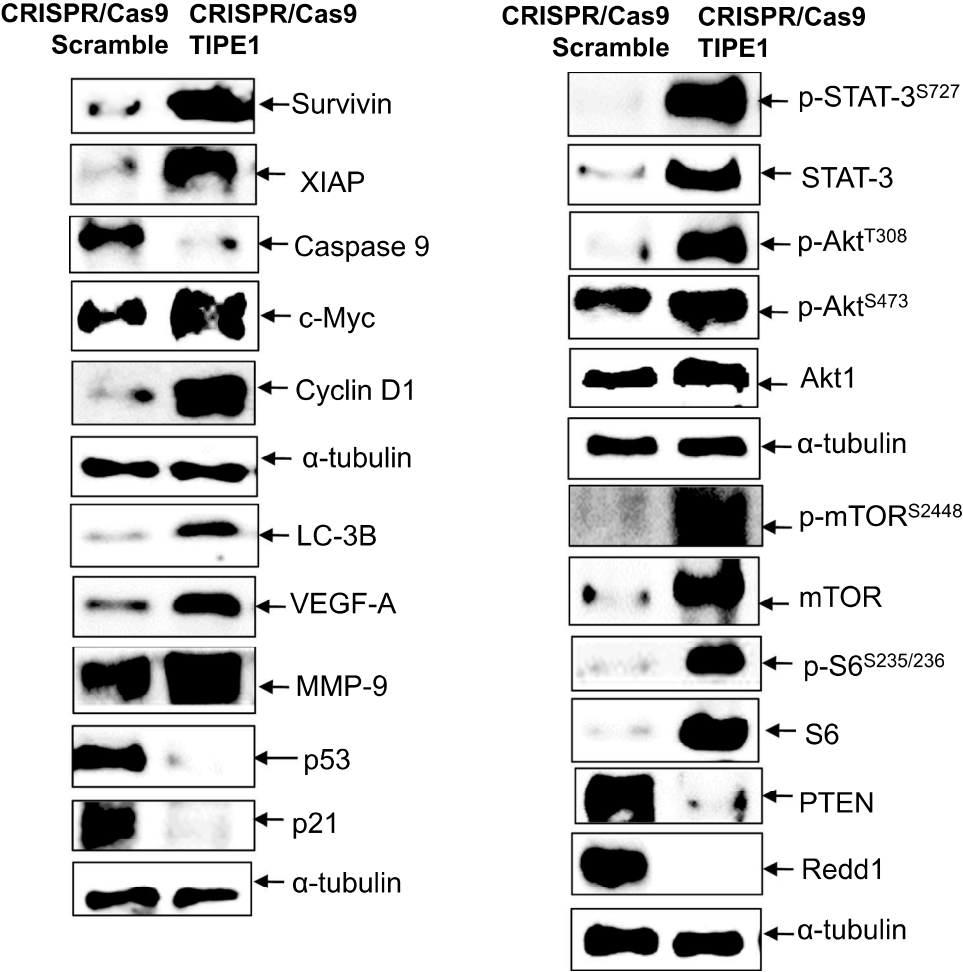 CRISPR/Cas9 CRISPR/Cas9
Scramble TIPE1
Survivin
XIAP
Caspase 9
c-Myc
Cyclin D1
α-tubulin
LC-3B
VEGF-A
MMP-9
p53
p21
α-tubulin
CRISPR/Cas9 CRISPR/Cas9
Scramble TIPE1
p-STAT-3S727
STAT-3
p-AktT308
p-AktS473
Akt1
α-tubulin
p-mTORS2448
mTOR
p-S6S235/236
S6
PTEN
Redd1
α-tubulin